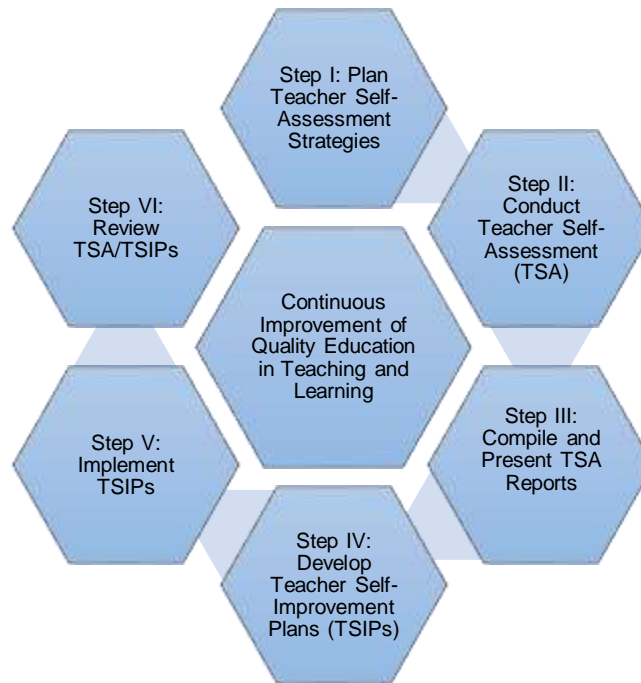 Step I: Plan
Teacher Self-
Assessment
Strategies
Step II:
Conduct
Teacher Self-
Assessment
(TSA)
Step III:
Compile and
Present TSA
Reports
Step IV:
Develop
Teacher Self-
Improvement
Plans (TSIPs)
Step V:
Implement
TSIPs
Step VI:
Review
TSA/TSIPs
Continuous
Improvement of
Quality Education
in Teaching and
Learning